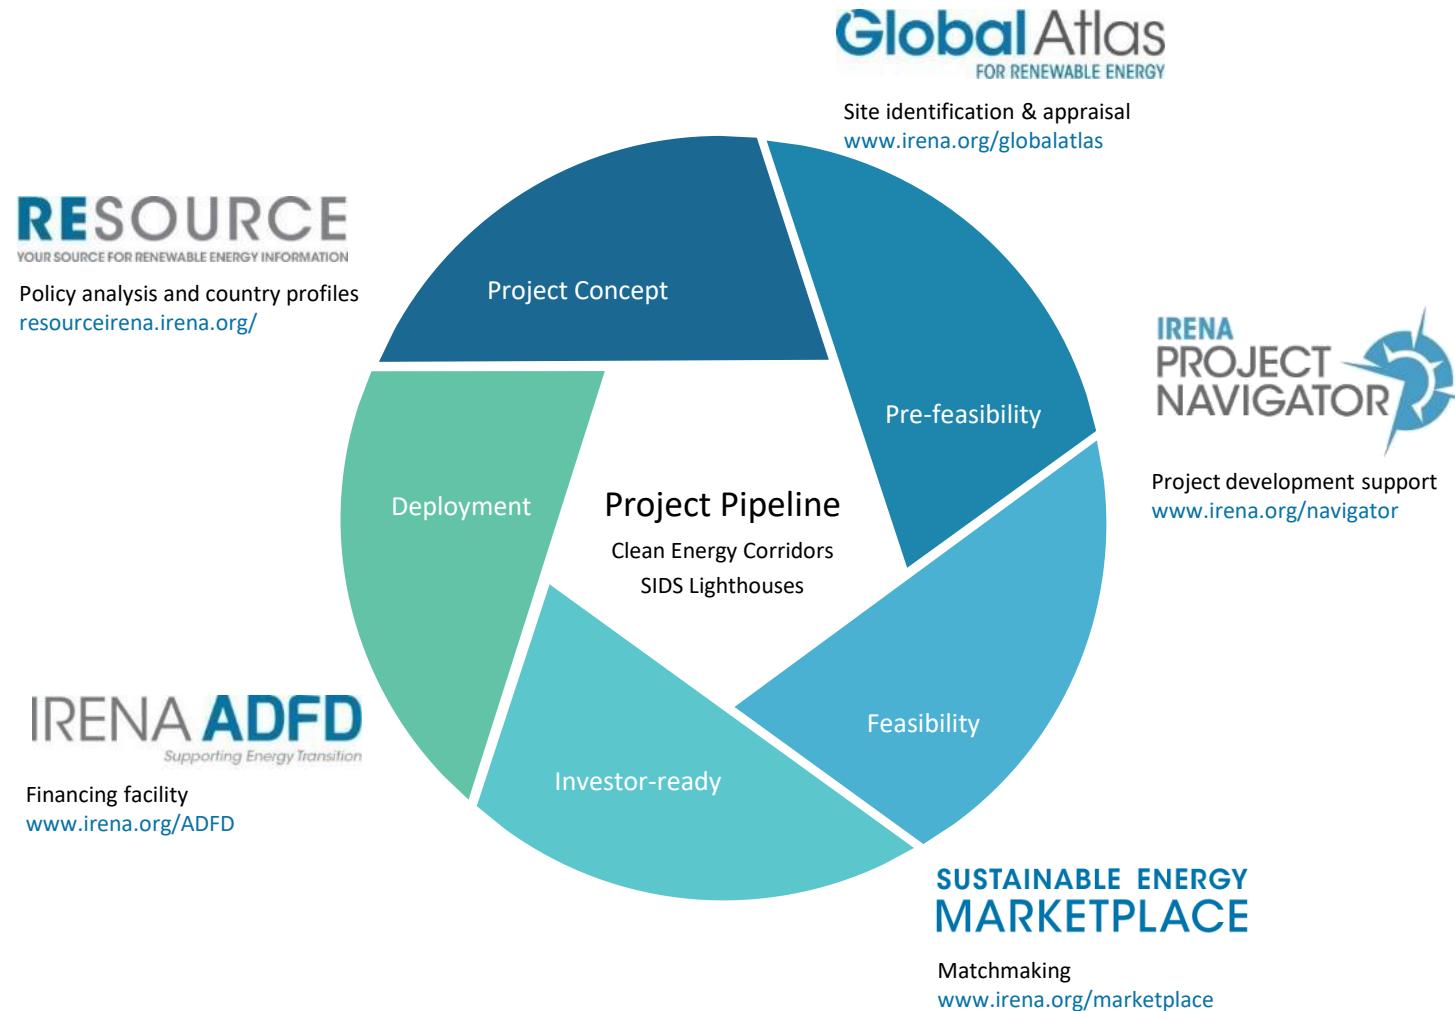 Global Atlas
FOR RENEWABLE ENERGY
Site identification & appraisal
www.irena.org/globalatlas
RESOURCE
YOUR SOURCE FOR RENEWABLE ENERGY INFORMATION
Policy analysis and country profiles
resourceirena.irena.org/
Project Concept
Pre-feasibility
IRENA
PROJECT
NAVIGATOR
Project development support
www.irena.org/navigator
Deployment
Project Pipeline
Clean Energy Corridors
SIDS Lighthouses
Feasibility
Investor-ready
IRENA ADFD
Supporting Energy Transition
Financing facility
www.irena.org/ADFD
SUSTAINABLE ENERGY
MARKETPLACE
Matchmaking
www.irena.org/marketplace